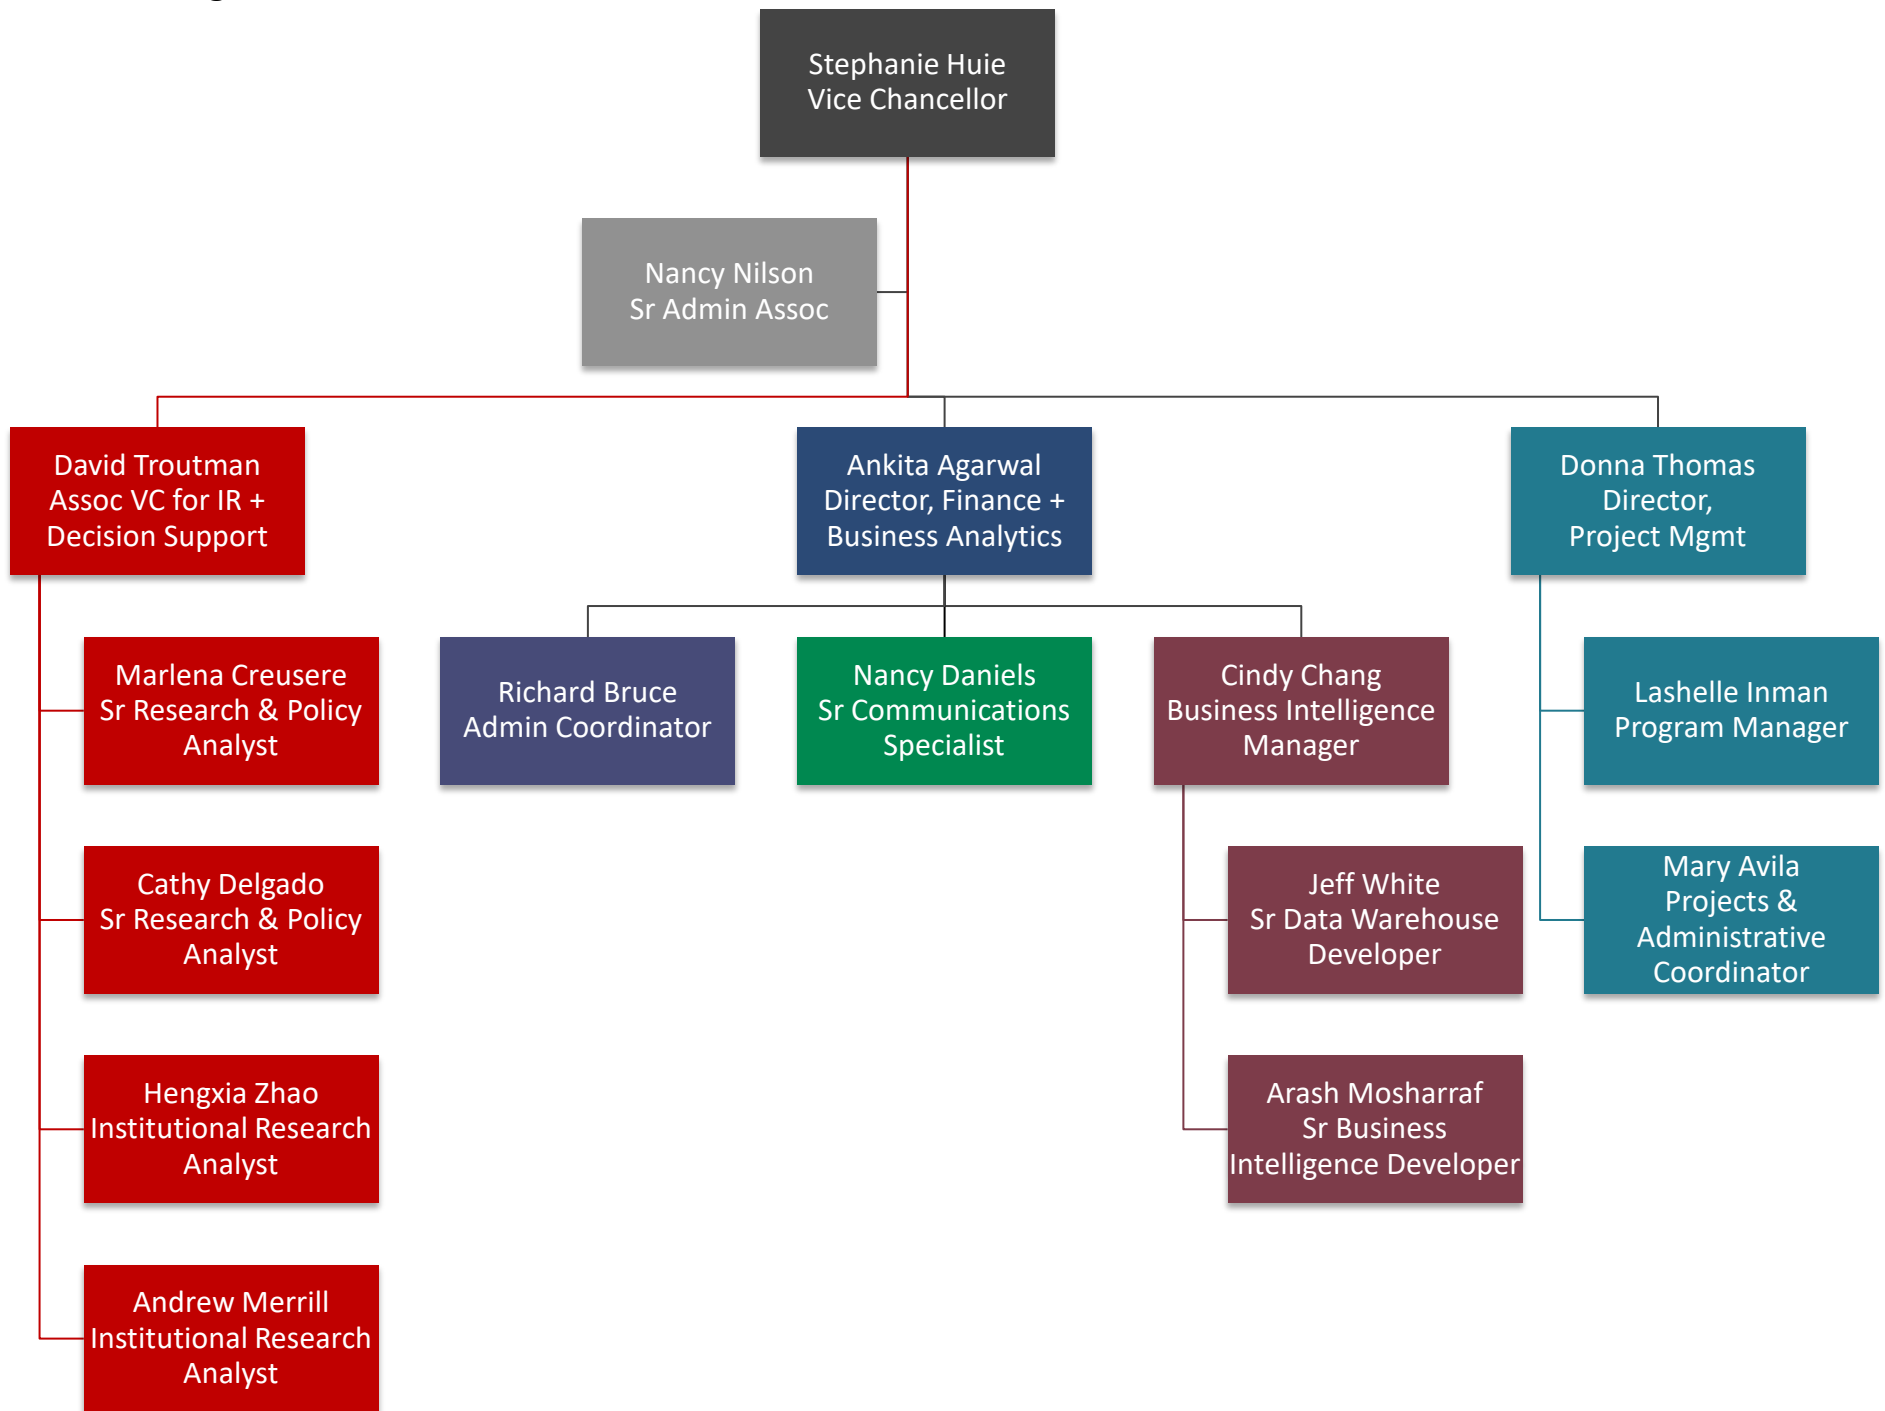 Stephanie Huie
Vice Chancellor
Nancy Nilson
Sr Admin Assoc
David Troutman
Assoc VC for IR +
Decision Support
Ankita Agarwal
Director, Finance +
Business Analytics
Donna Thomas
Director,
Project Mgmt
Marlena Creusere
Sr Research & Policy
Analyst
Richard Bruce
Admin Coordinator
Nancy Daniels
Sr Communications
Specialist
Cindy Chang
Business Intelligence
Manager
Lashelle Inman
Program Manager
Cathy Delgado
Sr Research & Policy
Analyst
Jeff White
Sr Data Warehouse
Developer
Mary Avila
Projects &
Administrative
Coordinator
Hengxia Zhao
Institutional Research
Analyst
Arash Mosharraf
Sr Business
Intelligence Developer
Andrew Merrill
Institutional Research
Analyst